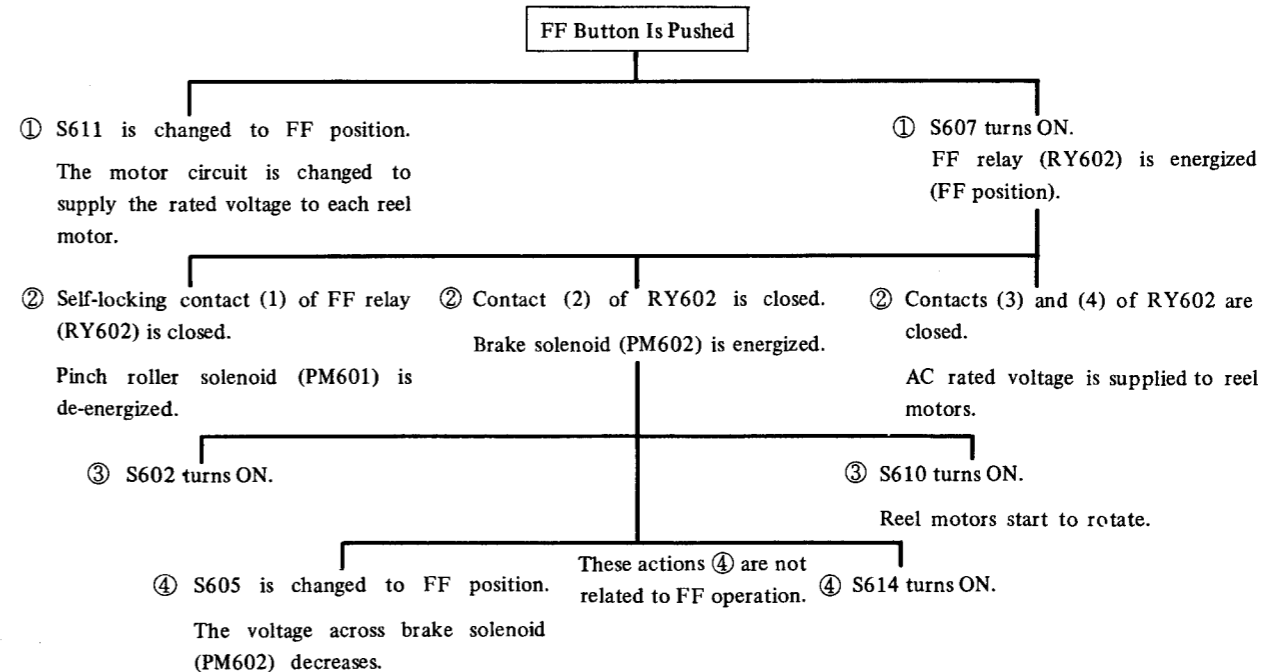 FF Button Is Pushed
① S611 is changed to FF position.
The motor circuit is changed to
supply the rated voltage to each reel
motor.
① S607 turns ON.
FF relay (RY602) is energized
(FF position).
② Self-locking contact (1) of FF relay
(RY602) is closed.
Pinch roller solenoid (PM601) is
de-energized.
② Contact (2) of RY602 is closed.
Brake solenoid (PM602) is energized.
② Contacts (3) and (4) of RY602 are
closed.
AC rated voltage is supplied to reel
motors.
③ S602 turns ON.
③ S610 turns ON.
Reel motors start to rotate.
④ S605 is changed to FF position.
The voltage across brake solenoid
(PM602) decreases.
These actions ④ are not
related to FF operation.
④ S614 turns ON.